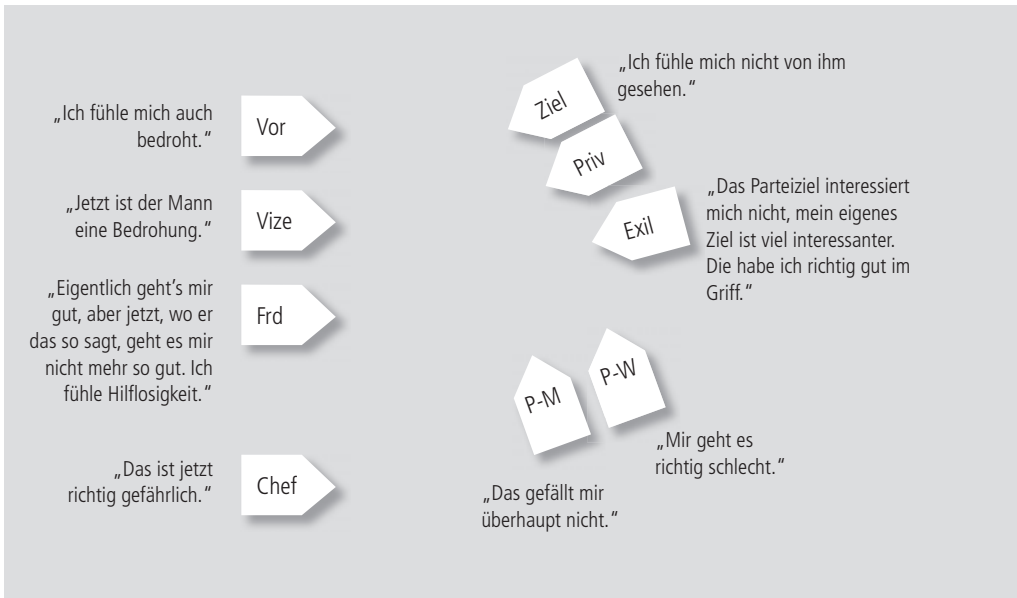 „Ich fühle mich auch
bedroht.“
Vor
„Jetzt ist der Mann
eine Bedrohung.“
Vize
„Eigentlich geht’s mir
gut, aber jetzt, wo er
das so sagt, geht es mir
nicht mehr so gut. Ich
fühle Hilflosigkeit.“
Frd
„Das ist jetzt
richtig gefährlich.“
Chef
Ziel
„Ich fühle mich nicht von ihm
gesehen.“
Priv
Exil
„Das Parteiziel interessiert
mich nicht, mein eigenes
Ziel ist viel interessanter.
Die habe ich richtig gut im
Griff.“
P-M
P-W
„Mir geht es
richtig schlecht.“
„Das gefällt mir
überhaupt nicht.“